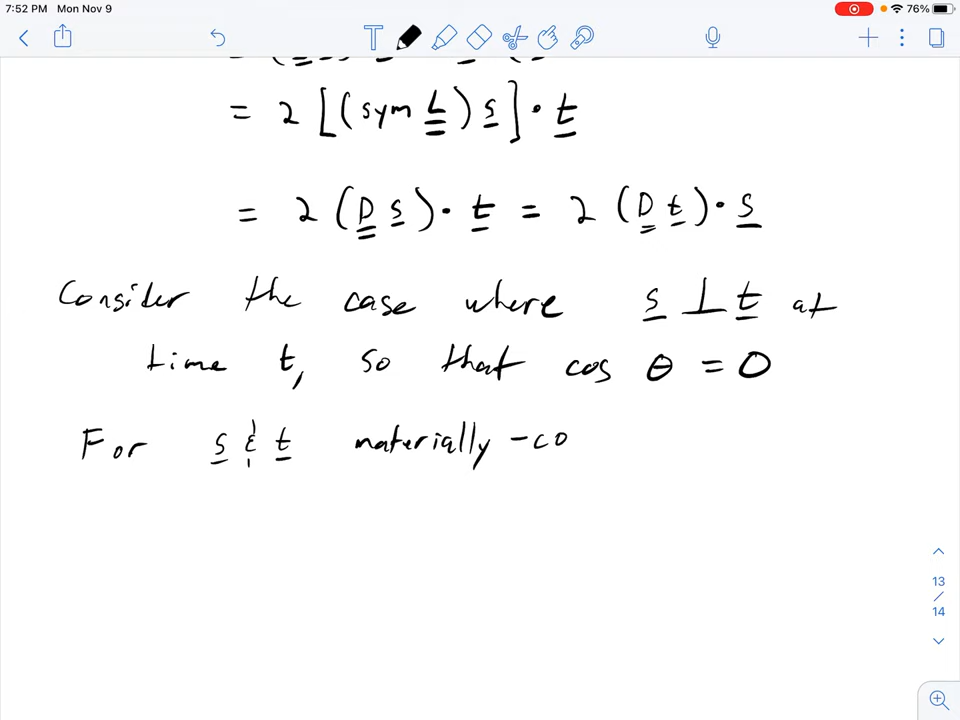 7:52 PM Mon Nov 9
76%
= 2 [(sym L) s] · t
= 2 (D s) · t = 2 (D t) · s
Consider the case where s ⊥ t at
time t, so that cos θ = 0
For s & t materially-co
13
/
14